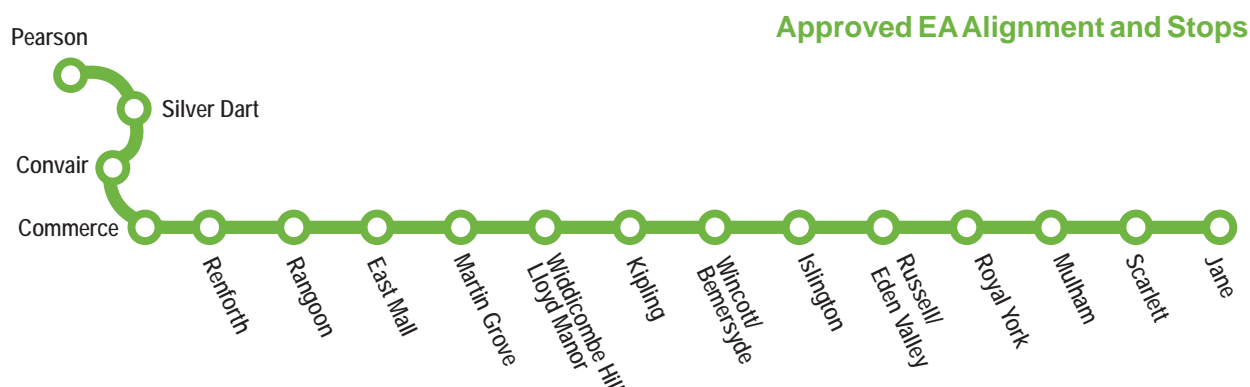 Approved EA Alignment and Stops
Pearson
Silver Dart
Convair
Commerce
Renforth
Rangoon
East Mall
Martin Grove
Widdicombe Hill
Lloyd Manor
Kipling
Wincott/
Bemersyde
Islington
Russell/
Eden Valley
Royal York
Mulham
Scarlett
Jane